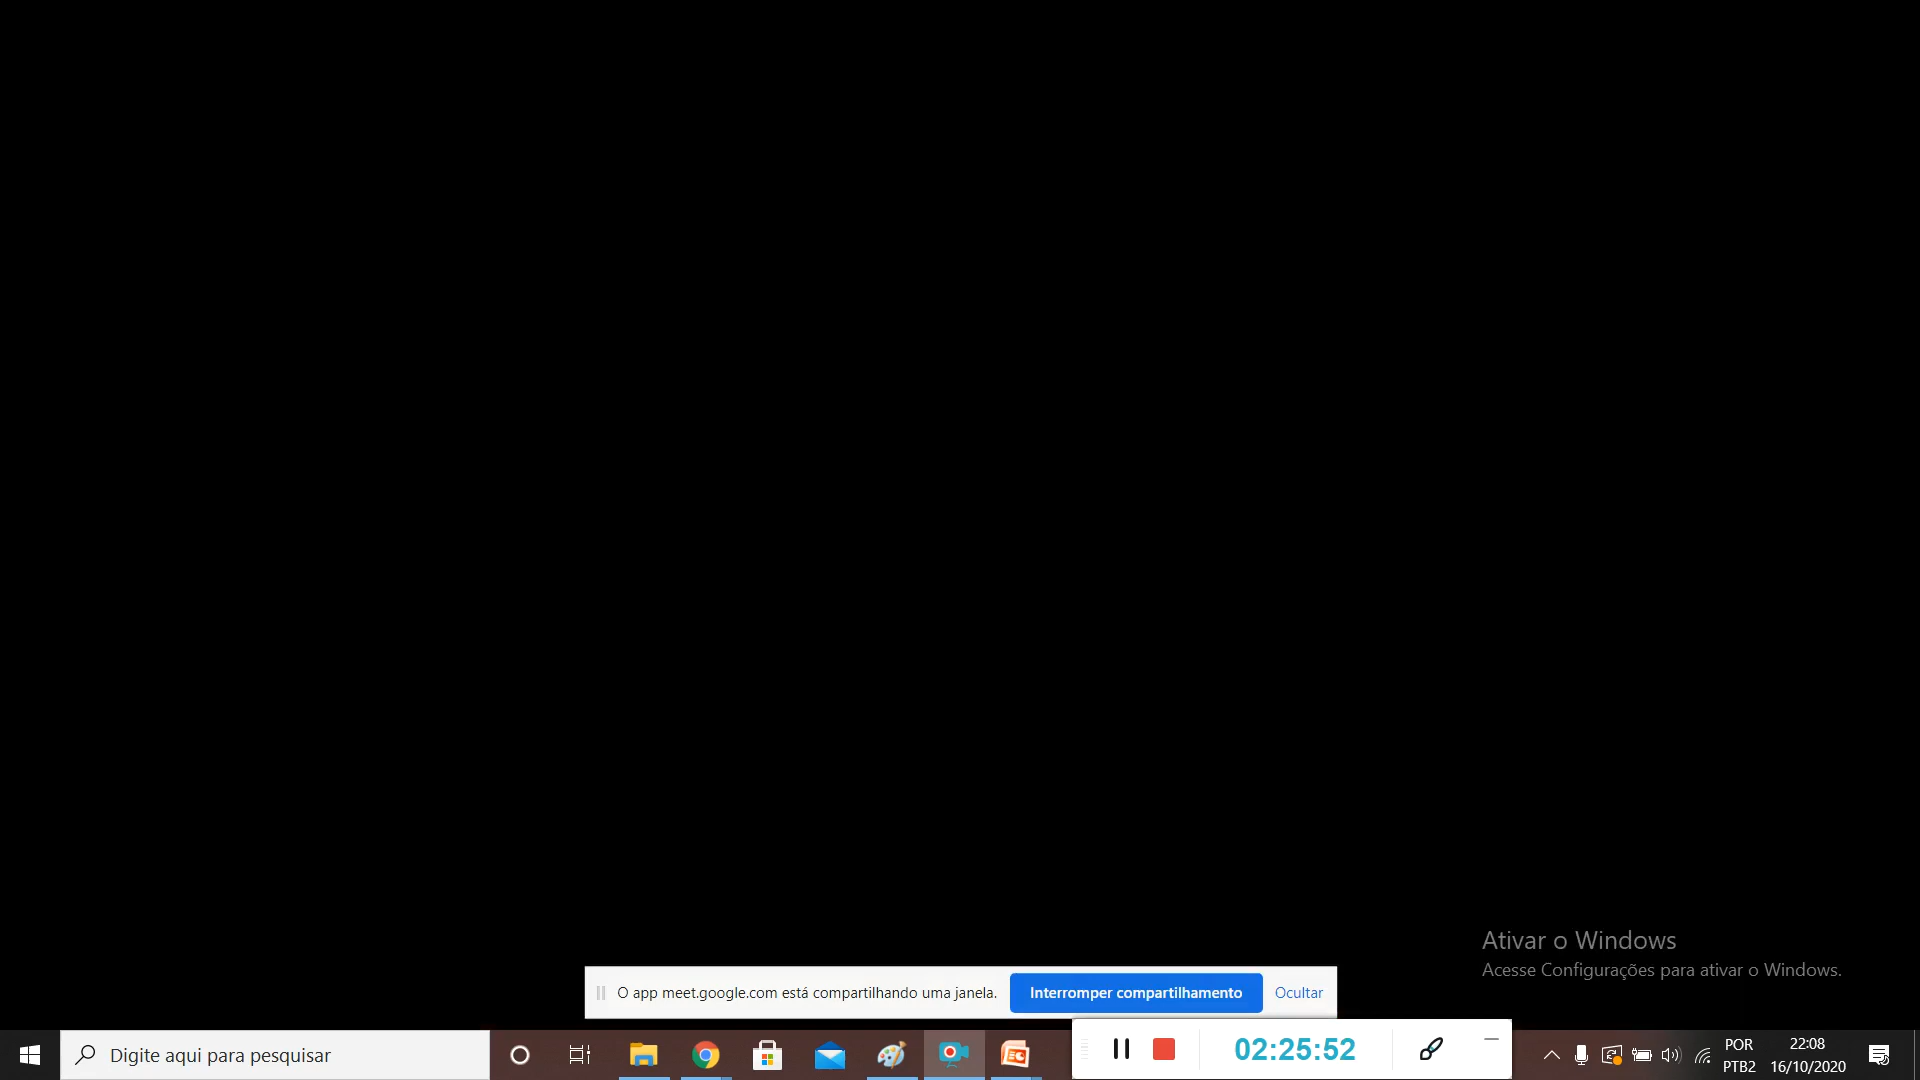 Ativar o Windows
Acesse Configurações para ativar o Windows.
O app meet.google.com está compartilhando uma janela. Interromper compartilhamento Ocultar
Digite aqui para pesquisar
02:25:52
POR
PTB2
22:08
16/10/2020